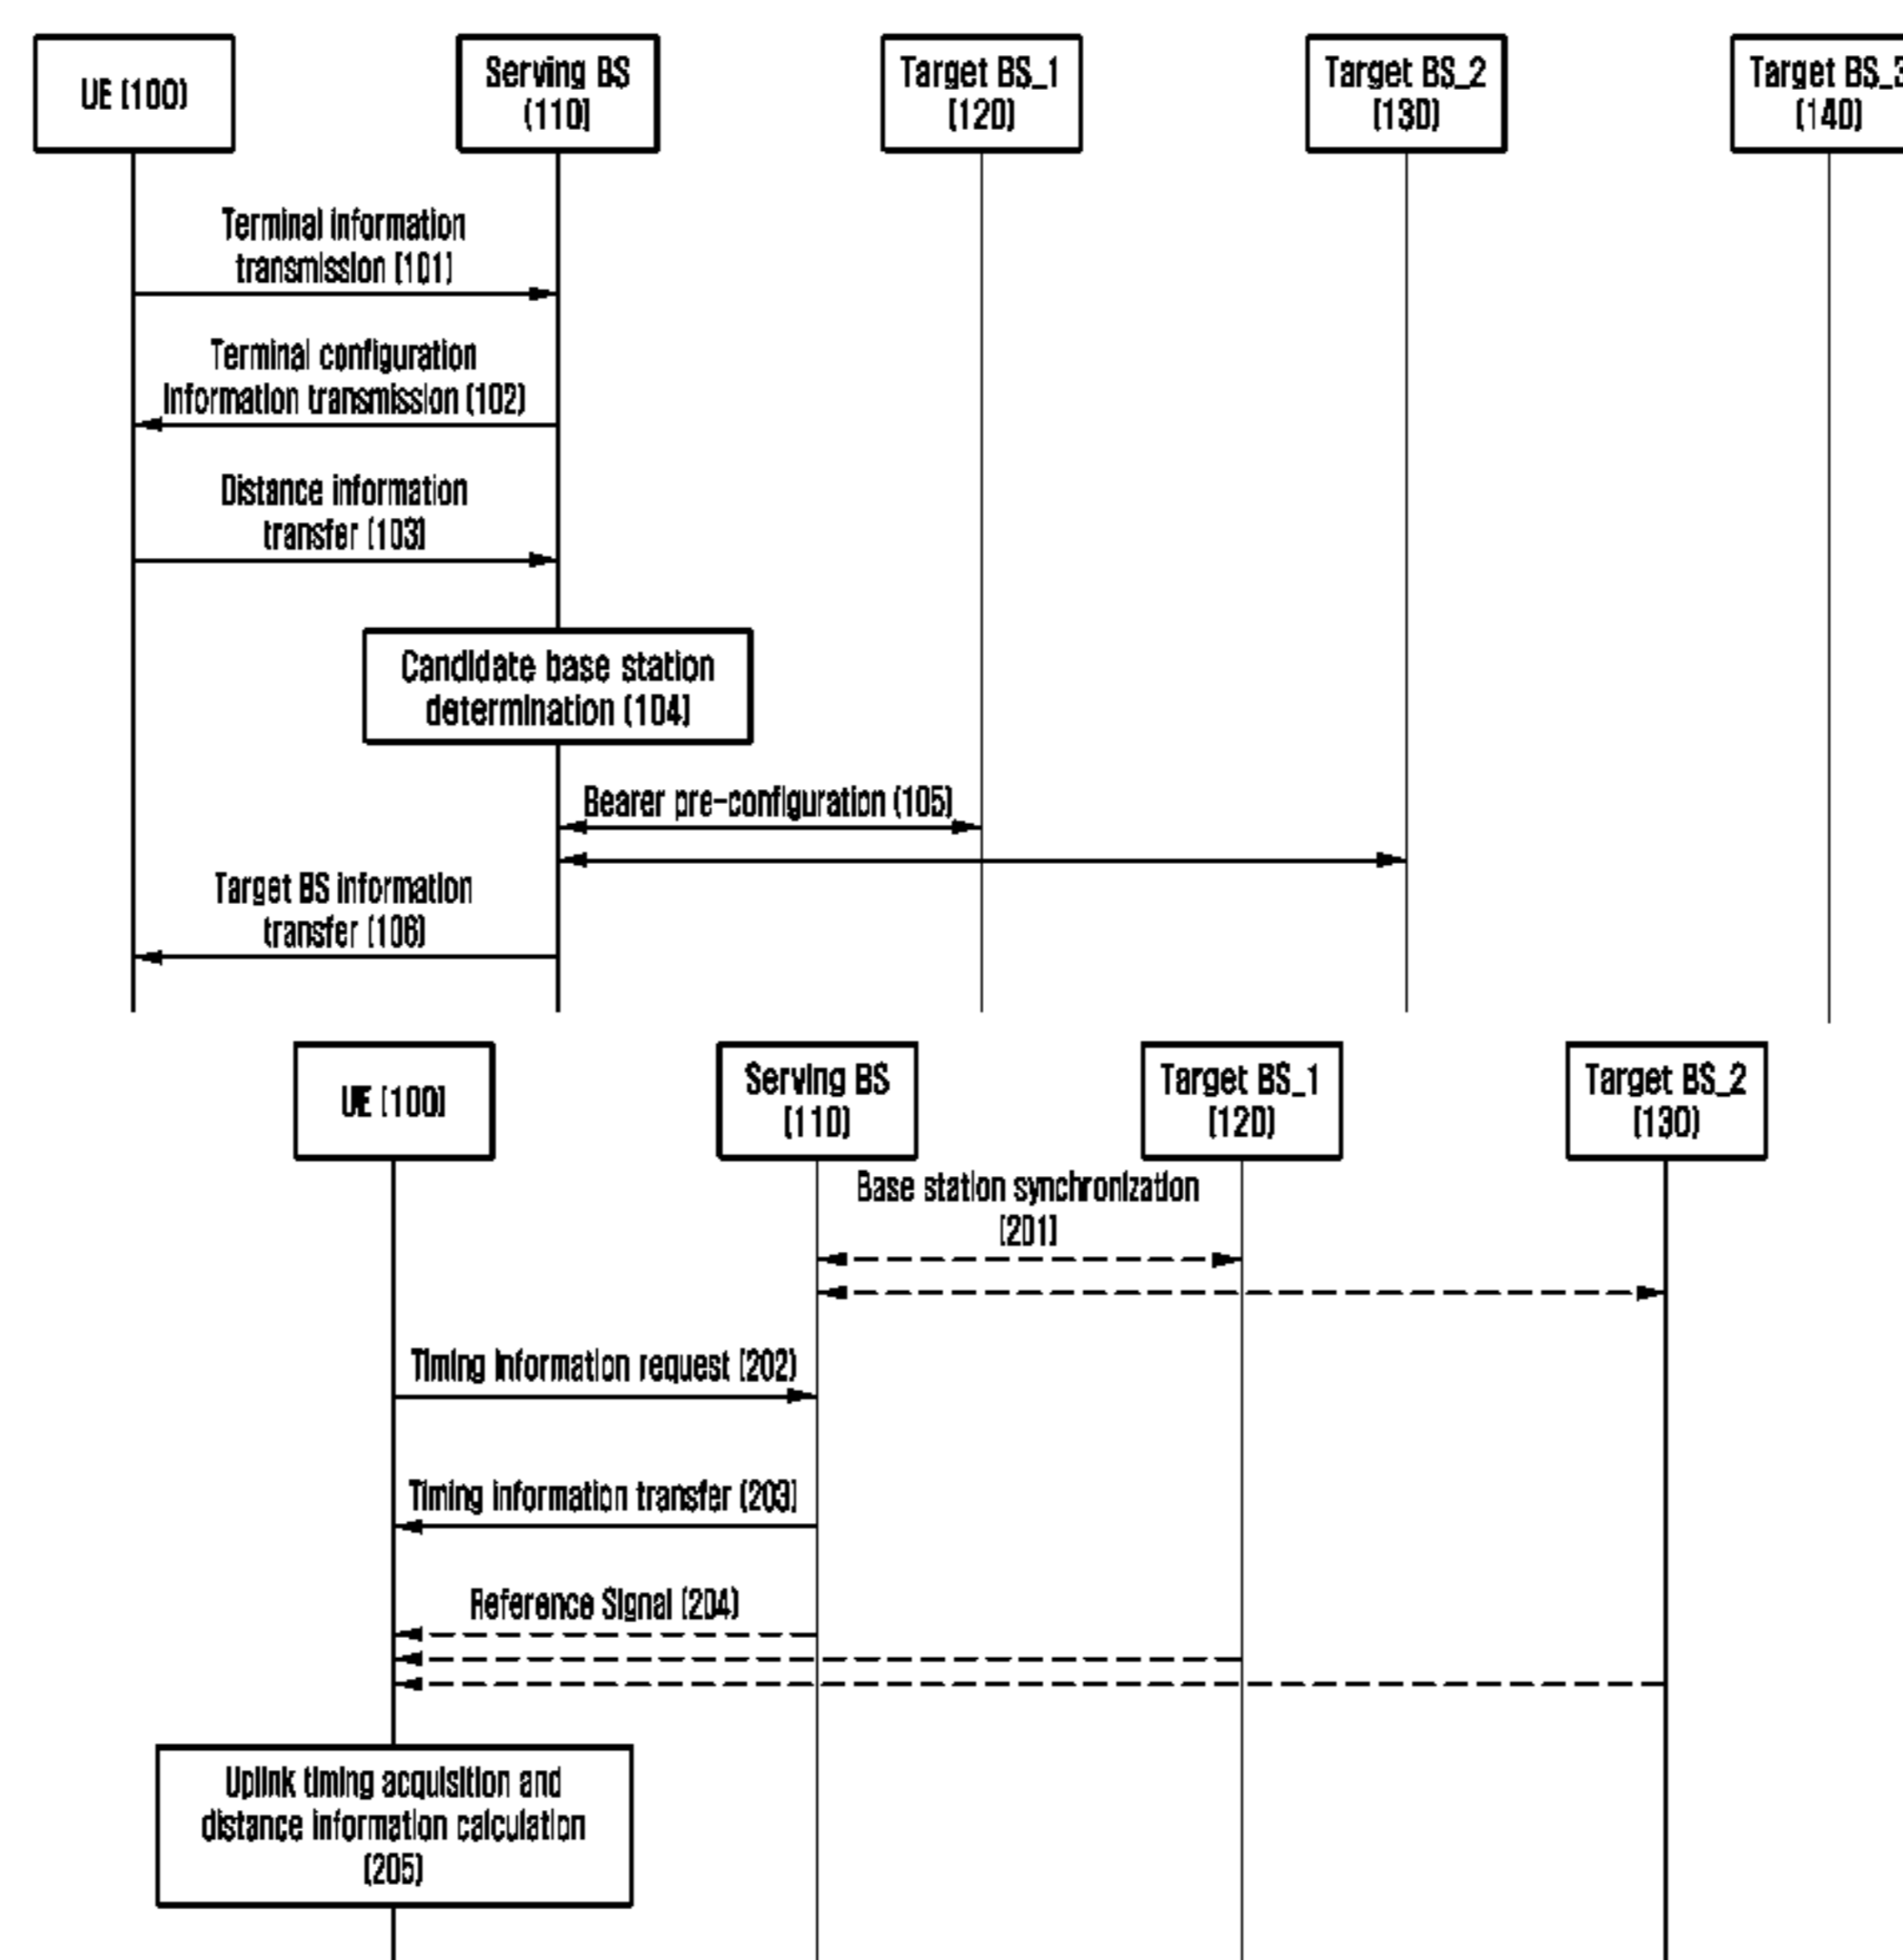 UE (100)
Serving BS
(110)
Target BS_1
(120)
Target BS_2
(130)
Target BS_3
(140)
Terminal information
transmission (101)
Terminal configuration
information transmission (102)
Distance information
transfer (103)
Candidate base station
determination (104)
Bearer pre-configuration (105)
Target BS information
transfer (106)
UE (100)
Serving BS
(110)
Target BS_1
(120)
Target BS_2
(130)
Base station synchronization
(201)
Timing information request (202)
Timing information transfer (203)
Reference Signal (204)
Uplink timing acquisition and
distance information calculation
(205)